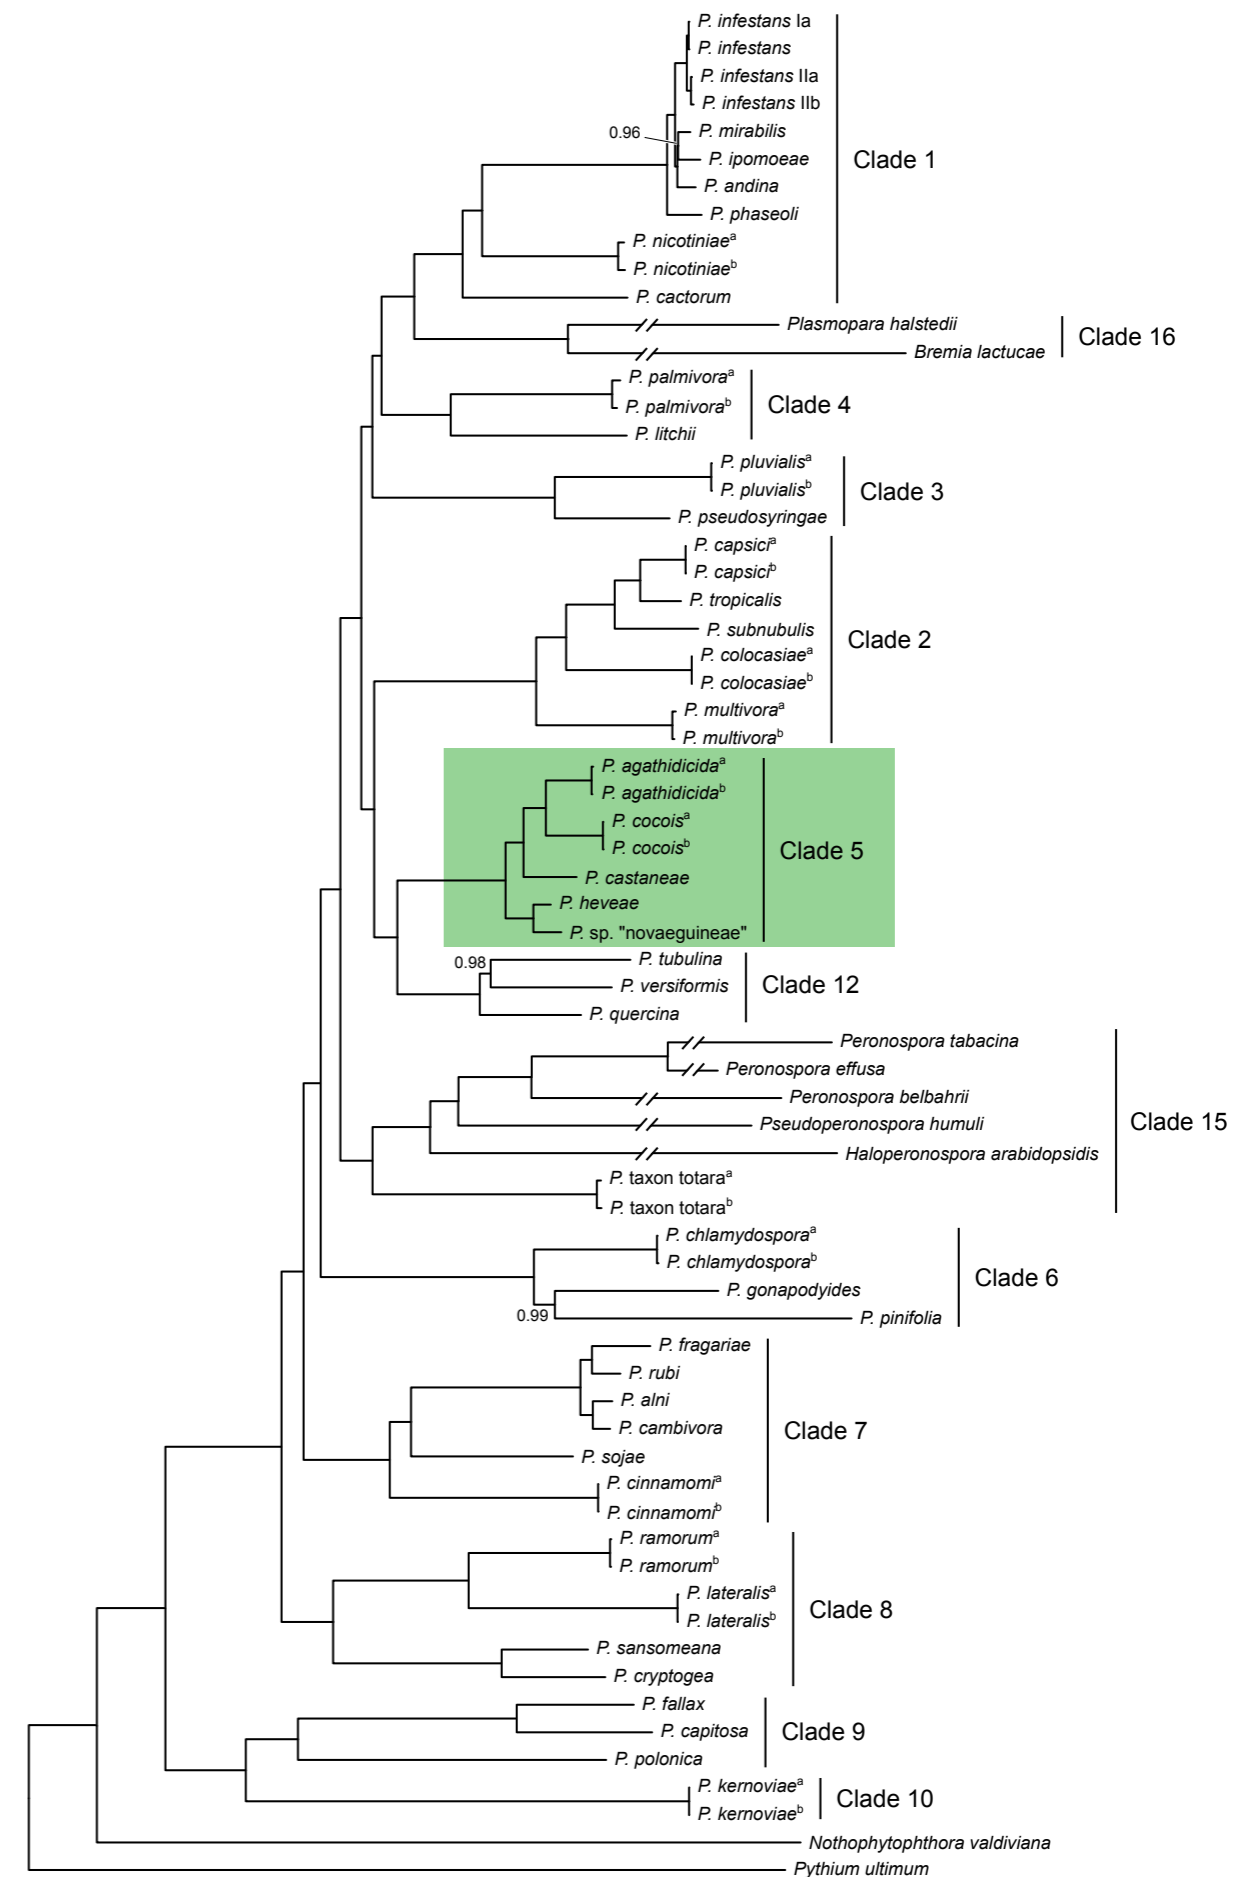 P. infestans Ia
P. infestans
P. infestans IIa
P. infestans IIb
0.96
P. mirabilis
P. ipomoeae
Clade 1
P. andina
P. phaseoli
P. nicotinaeᵃ
P. nicotinaeᵇ
P. cactorum
Plasmopara halstedii
Clade 16
Bremia lactucae
P. palmivoraᵃ
P. palmivoraᵇ
Clade 4
P. litchii
P. pluvialisᵃ
P. pluvialisᵇ
Clade 3
P. pseudosyringae
P. capsiciᵃ
P. capsiciᵇ
P. tropicalis
P. subnubulis
Clade 2
P. colocasiaeᵃ
P. colocasiaeᵇ
P. multivoraᵃ
P. multivoraᵇ
P. agathidicidaᵃ
P. agathidicidaᵇ
P. cocoisᵃ
P. cocoisᵇ
Clade 5
P. castaneae
P. heveae
P. sp. "novaeguineae"
0.98
P. tubulina
P. versiformis
Clade 12
P. quercina
Peronospora tabacina
Peronospora effusa
Peronospora belbahrii
Pseudoperonospora humuli
Clade 15
Haloperonospora arabidopsidis
P. taxon totaraᵃ
P. taxon totaraᵇ
P. chlamydosporaᵃ
P. chlamydosporaᵇ
Clade 6
P. gonapodyides
0.99
P. pinifolia
P. fragariae
P. rubi
P. alni
P. cambivora
Clade 7
P. sojae
P. cinnamomiᵃ
P. cinnamomiᵇ
P. ramorumᵃ
P. ramorumᵇ
P. lateralisᵃ
Clade 8
P. lateralisᵇ
P. sansomeana
P. cryptogea
P. fallax
P. capitosa
Clade 9
P. polonica
P. kernoviaeᵃ
Clade 10
P. kernoviaeᵇ
Nothophytophthora valdiviana
Pythium ultimum